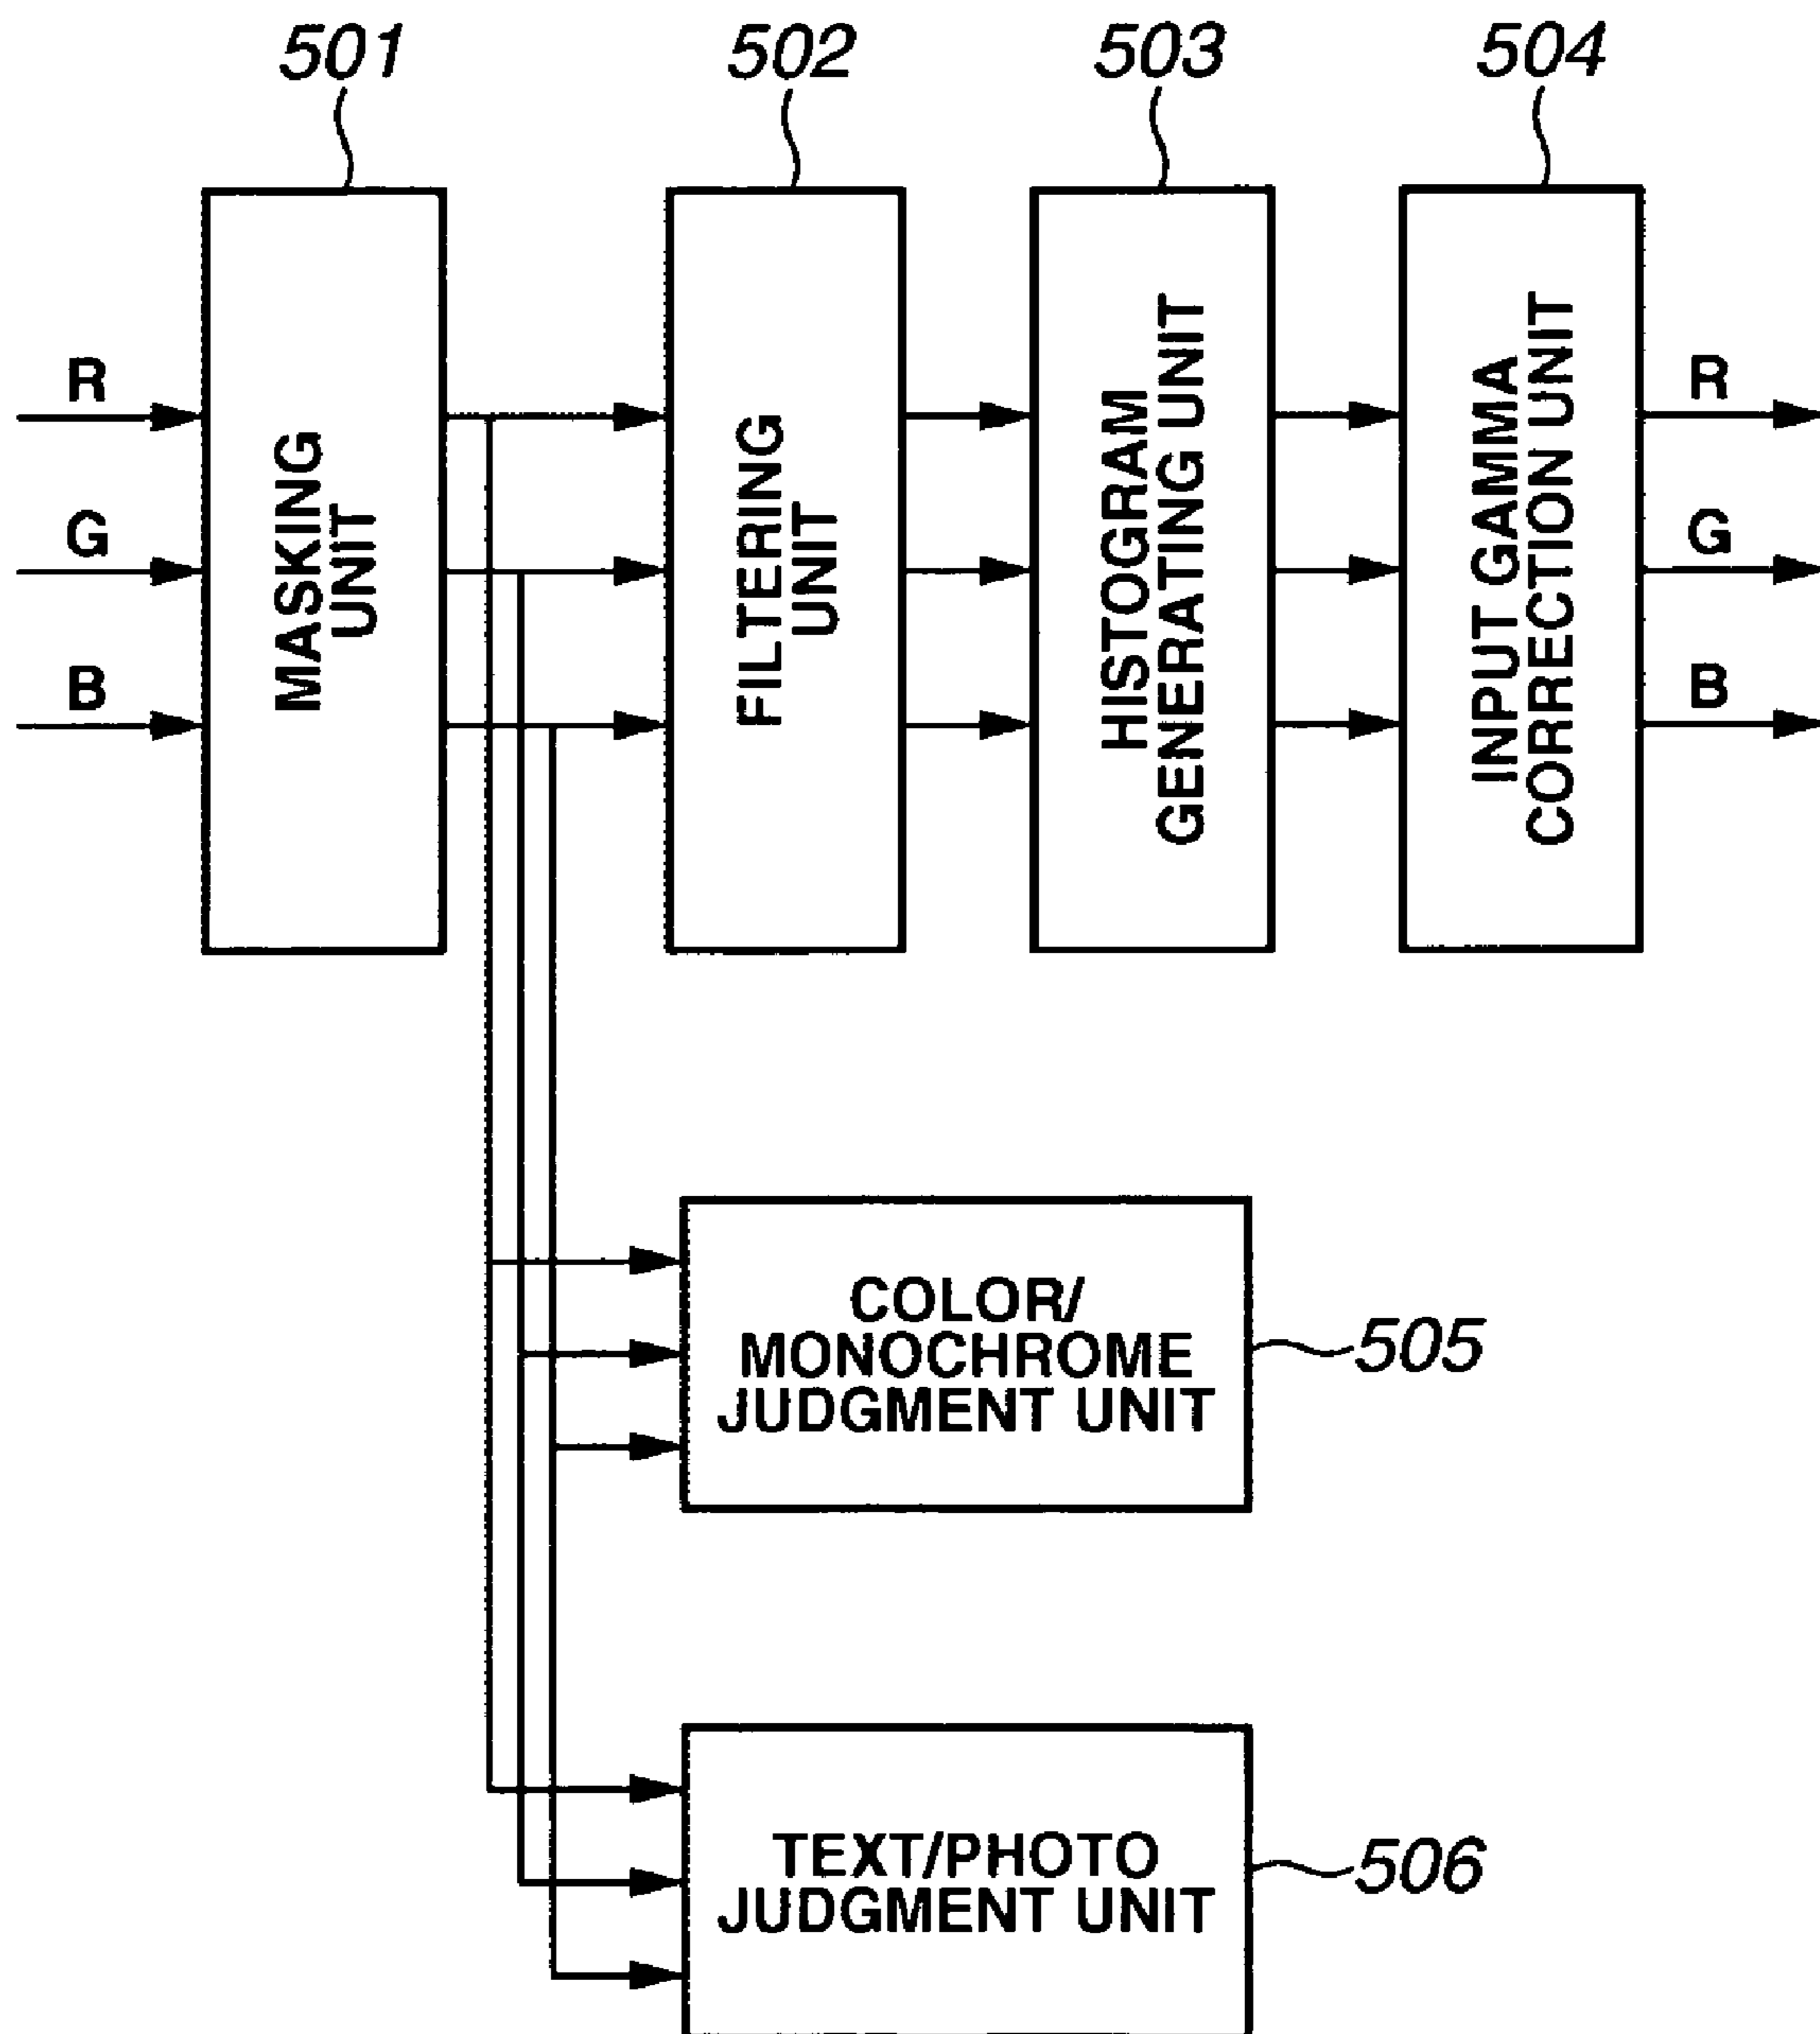 501
502
503
504
R
G
B
MASKING
UNIT
FILTERING
UNIT
HISTOGRAM
GENERATING UNIT
INPUT GAMMA
CORRECTION UNIT
R
G
B
COLOR/
MONOCHROME
JUDGMENT UNIT
505
TEXT/PHOTO
JUDGMENT UNIT
506